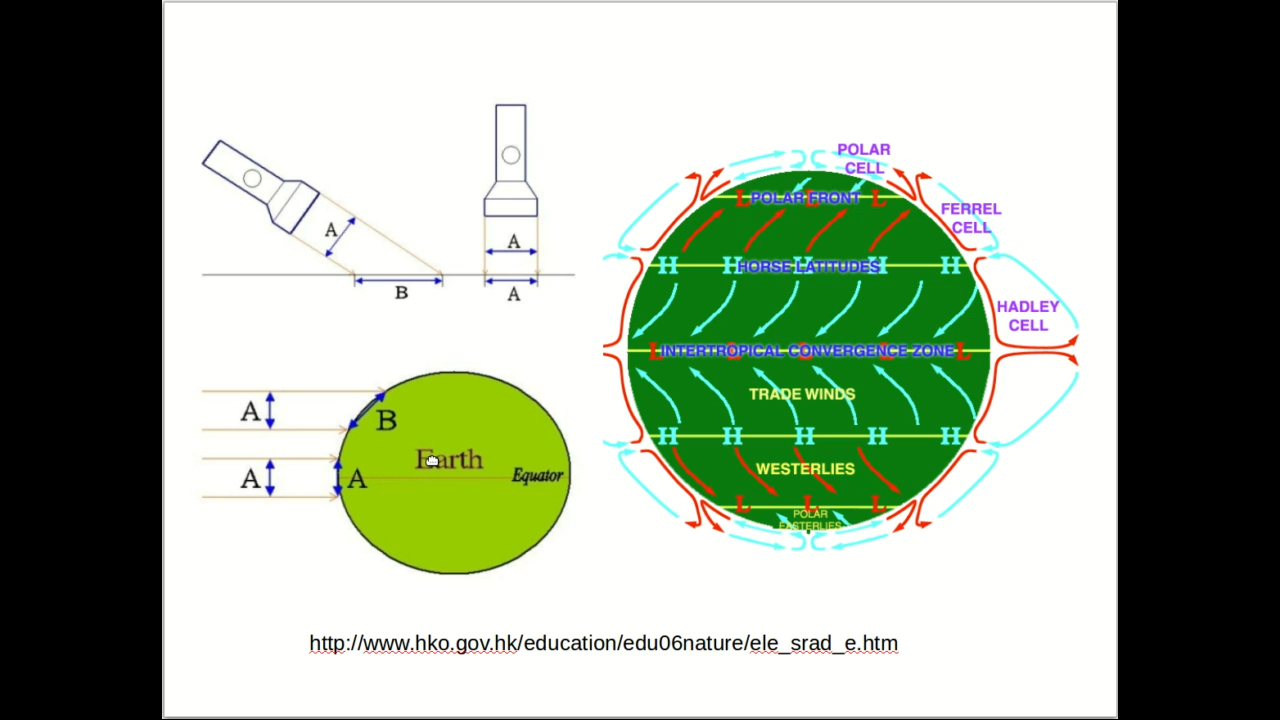 A
B
A
A
A
B
A
A
Earth
Equator
POLAR
CELL
FERREL
CELL
HADLEY
CELL
L L L
POLAR FRONT
H H H H H
HORSE LATITUDES
L L L L L
INTERTROPICAL CONVERGENCE ZONE
TRADE WINDS
H H H H H
WESTERLIES
L L L
POLAR
EASTERLIES
http://www.hko.gov.hk/education/edu06nature/ele_srad_e.htm